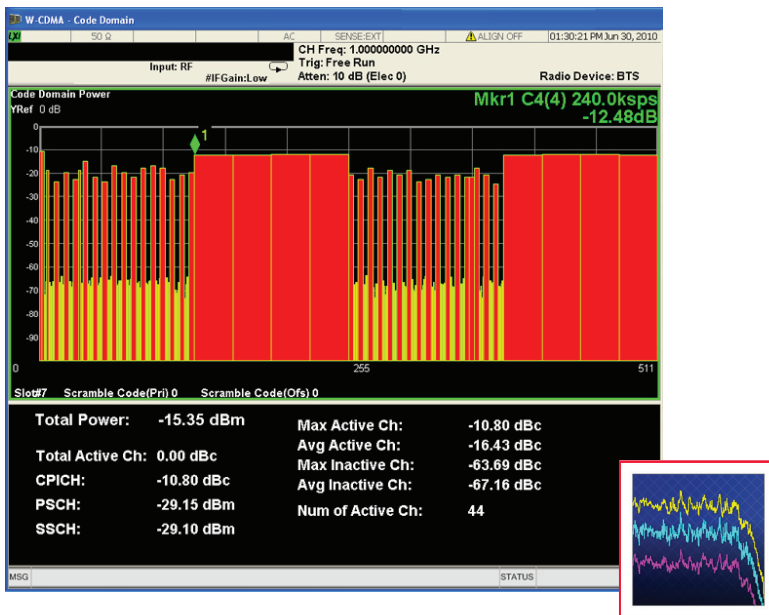 W-CDMA - Code Domain
LXI 50 Ω AC SENSE:EXT ALIGN OFF 01:30:21 PM Jun 30, 2010
CH Freq: 1.000000000 GHz
Input: RF Trig: Free Run
#IFGain:Low Atten: 10 dB (Elec 0) Radio Device: BTS
Code Domain Power Mkr1 C4(4) 240.0ksps
YRef 0 dB -12.48dB
0
1
-10
-20
-30
-40
-50
-60
-70
-80
-90
0 255 511
Slot#7 Scramble Code(Pri) 0 Scramble Code(Ofs) 0
Total Power: -15.35 dBm
Total Active Ch: 0.00 dBc
CPICH: -10.80 dBc
PSCH: -29.15 dBm
SSCH: -29.10 dBm
Max Active Ch: -10.80 dBc
Avg Active Ch: -16.43 dBc
Max Inactive Ch: -63.69 dBc
Avg Inactive Ch: -67.16 dBc
Num of Active Ch: 44
MSG STATUS